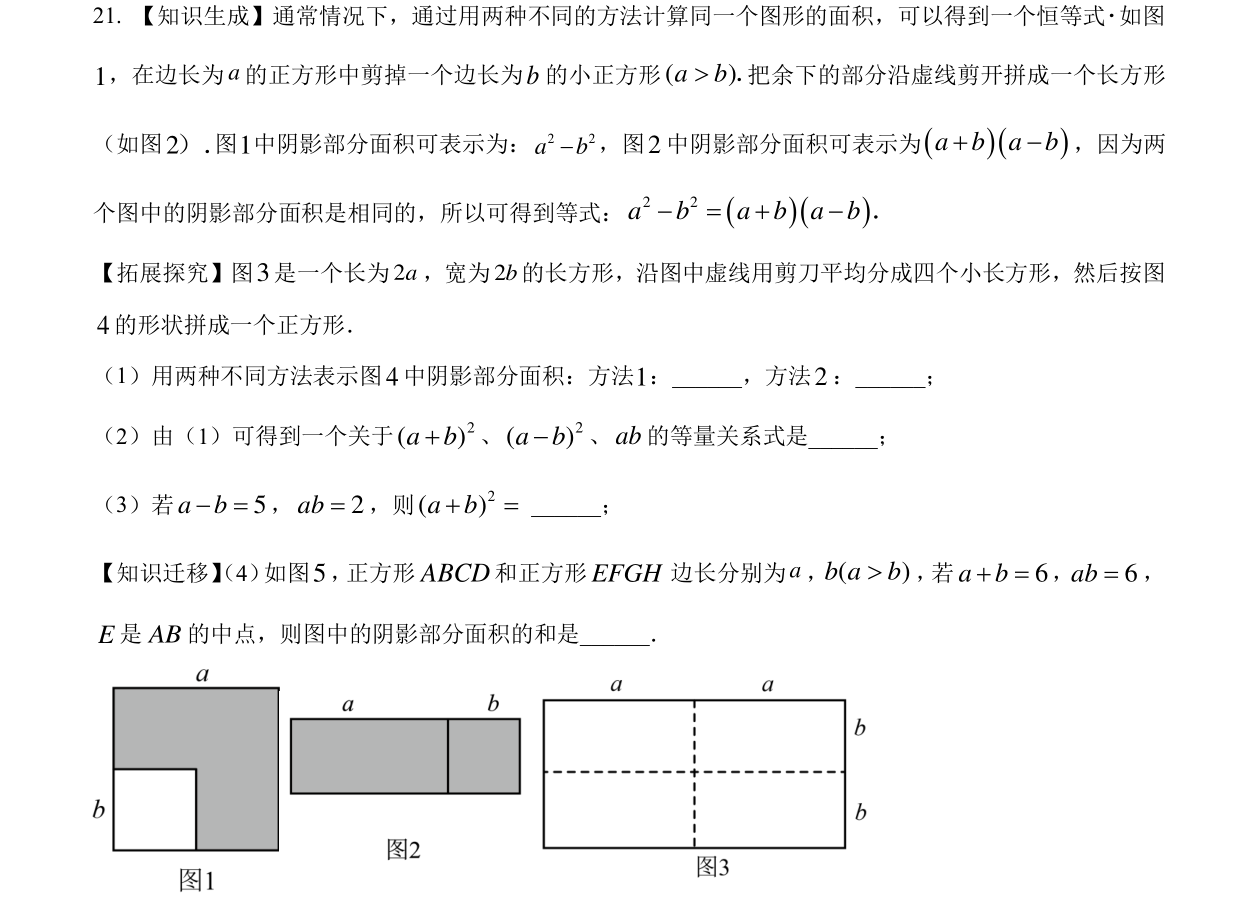 21. 【知识生成】通常情况下，通过用两种不同的方法计算同一个图形的面积，可以得到一个恒等式·如图
1，在边长为a的正方形中剪掉一个边长为b的小正方形(a > b). 把余下的部分沿虚线剪开拼成一个长方形
（如图2）. 图1中阴影部分面积可表示为：a² − b²，图2中阴影部分面积可表示为(a+b)(a−b)，因为两
个图中的阴影部分面积是相同的，所以可得到等式：a² − b² = (a+b)(a−b).
【拓展探究】图3是一个长为2a，宽为2b的长方形，沿图中虚线用剪刀平均分成四个小长方形，然后按图
4的形状拼成一个正方形．
（1）用两种不同方法表示图4中阴影部分面积：方法1：______，方法2：______；
（2）由（1）可得到一个关于(a+b)²、(a−b)²、ab的等量关系式是______；
（3）若a−b=5，ab=2，则(a+b)² = ______；
【知识迁移】（4）如图5，正方形ABCD和正方形EFGH边长分别为a，b(a > b)，若a+b=6，ab=6，
E是AB的中点，则图中的阴影部分面积的和是______．
a
b
图1
a b
图2
a a
b
b
图3